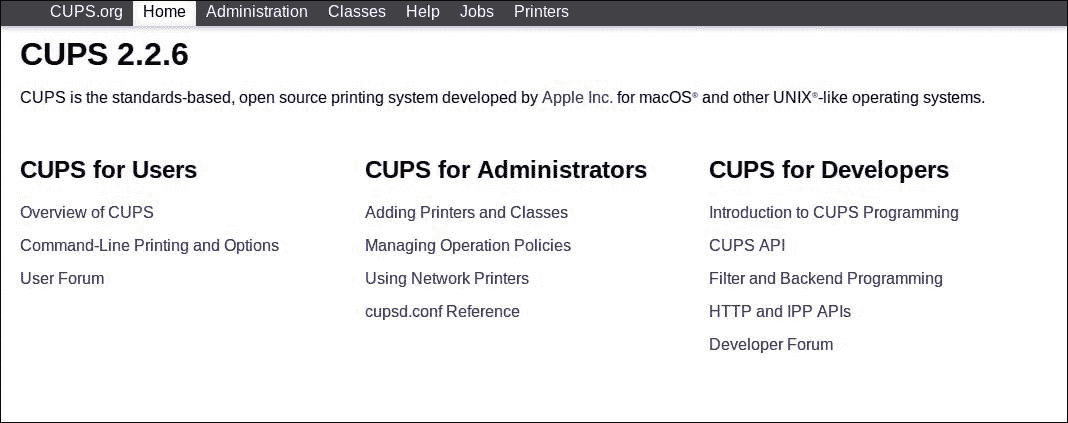 CUPS.org Home Administration Classes Help Jobs Printers
CUPS 2.2.6
CUPS is the standards-based, open source printing system developed by Apple Inc. for macOS® and other UNIX®-like operating systems.
CUPS for Users
Overview of CUPS
Command-Line Printing and Options
User Forum
CUPS for Administrators
Adding Printers and Classes
Managing Operation Policies
Using Network Printers
cupsd.conf Reference
CUPS for Developers
Introduction to CUPS Programming
CUPS API
Filter and Backend Programming
HTTP and IPP APIs
Developer Forum